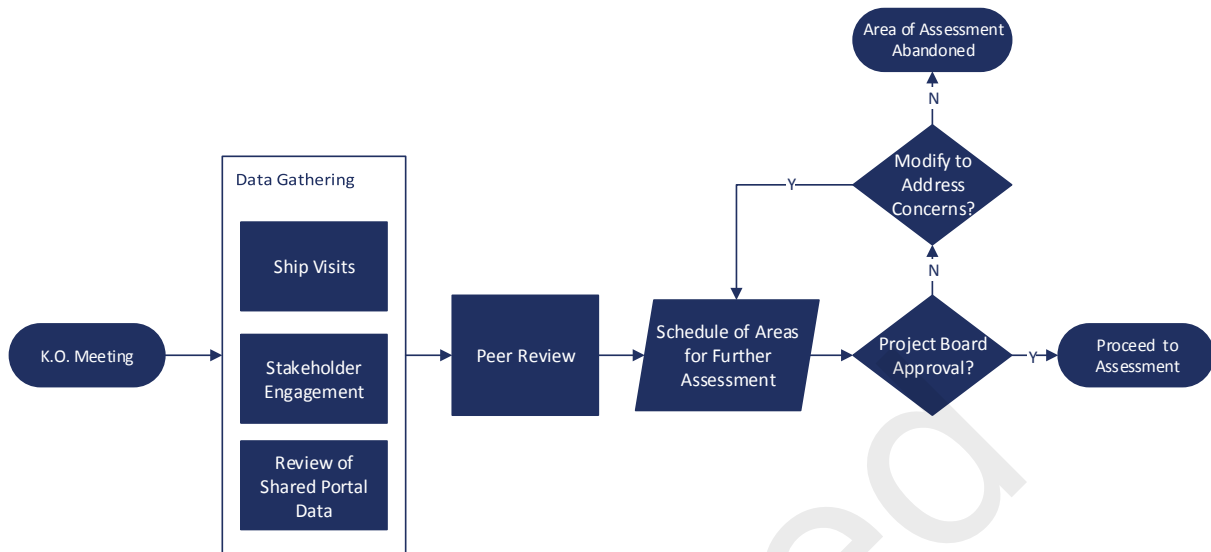 Area of Assessment
Abandoned
N
Modify to
Address
Concerns?
Y
Data Gathering
Ship Visits
N
K.O. Meeting
Stakeholder
Engagement
Peer Review
Schedule of Areas
for Further
Assessment
Project Board
Approval?
Y
Proceed to
Assessment
Review of
Shared Portal
Data